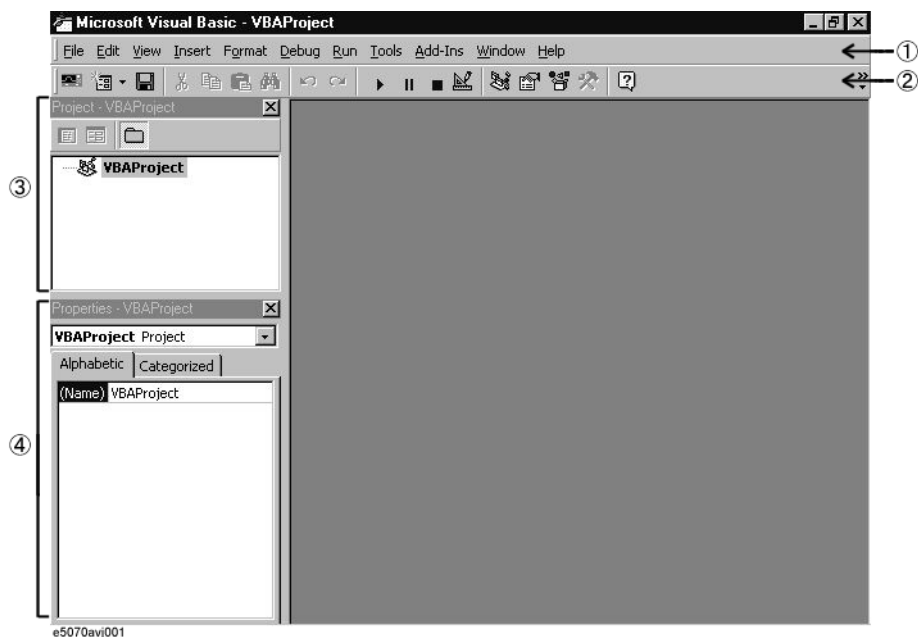 Microsoft Visual Basic - VBAProject
File Edit View Insert Format Debug Run Tools Add-Ins Window Help
①
②
Project - VBAProject
VBAProject
③
Properties - VBAProject
VBAProject Project
Alphabetic Categorized
(Name) VBAProject
④
e5070avi001